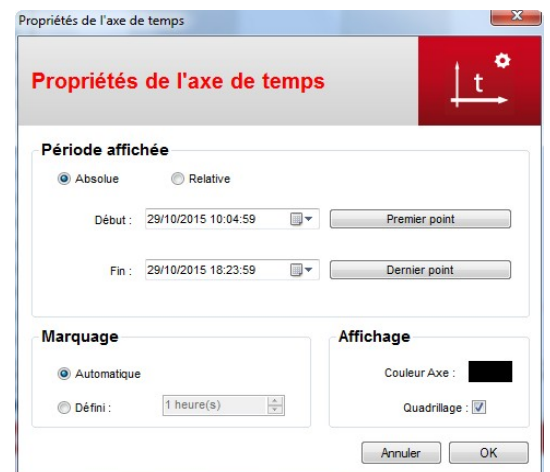 Propriétés de l'axe de temps
Propriétés de l'axe de temps
t
Période affichée
Absolue Relative
Début : 29/10/2015 10:04:59 Premier point
Fin : 29/10/2015 18:23:59 Dernier point
Marquage Affichage
Automatique Couleur Axe :
Défini : 1 heure(s) Quadrillage :
Annuler OK